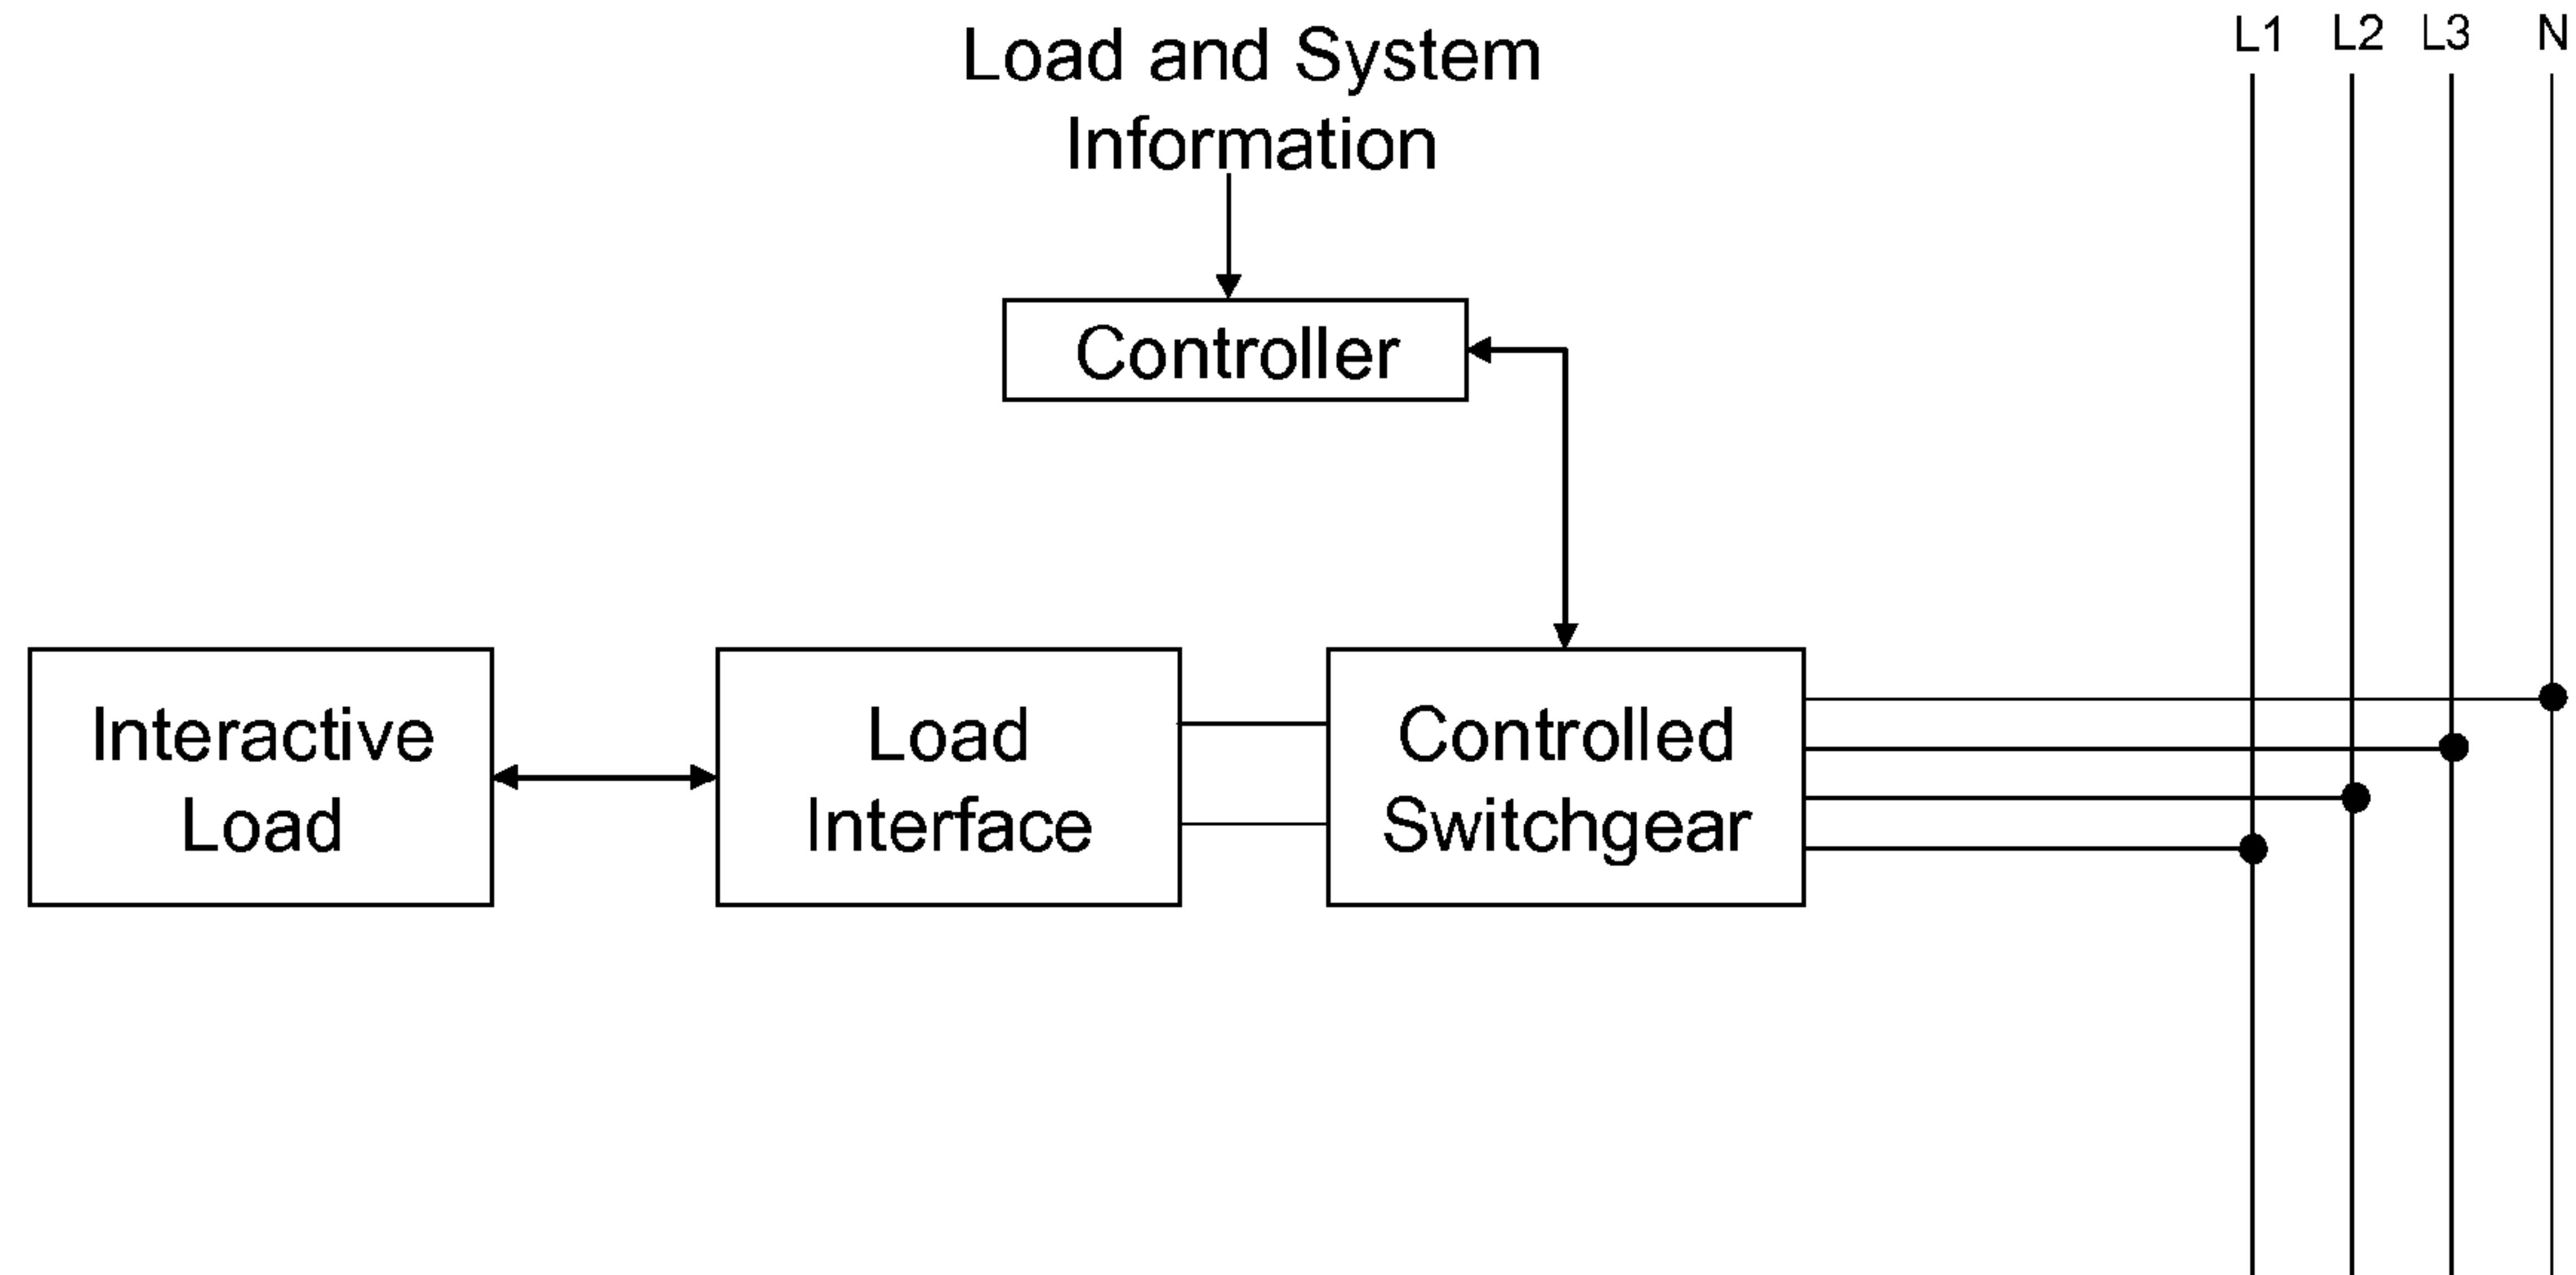 Load and System
Information
L1
L2
L3
N
Controller
Interactive
Load
Load
Interface
Controlled
Switchgear